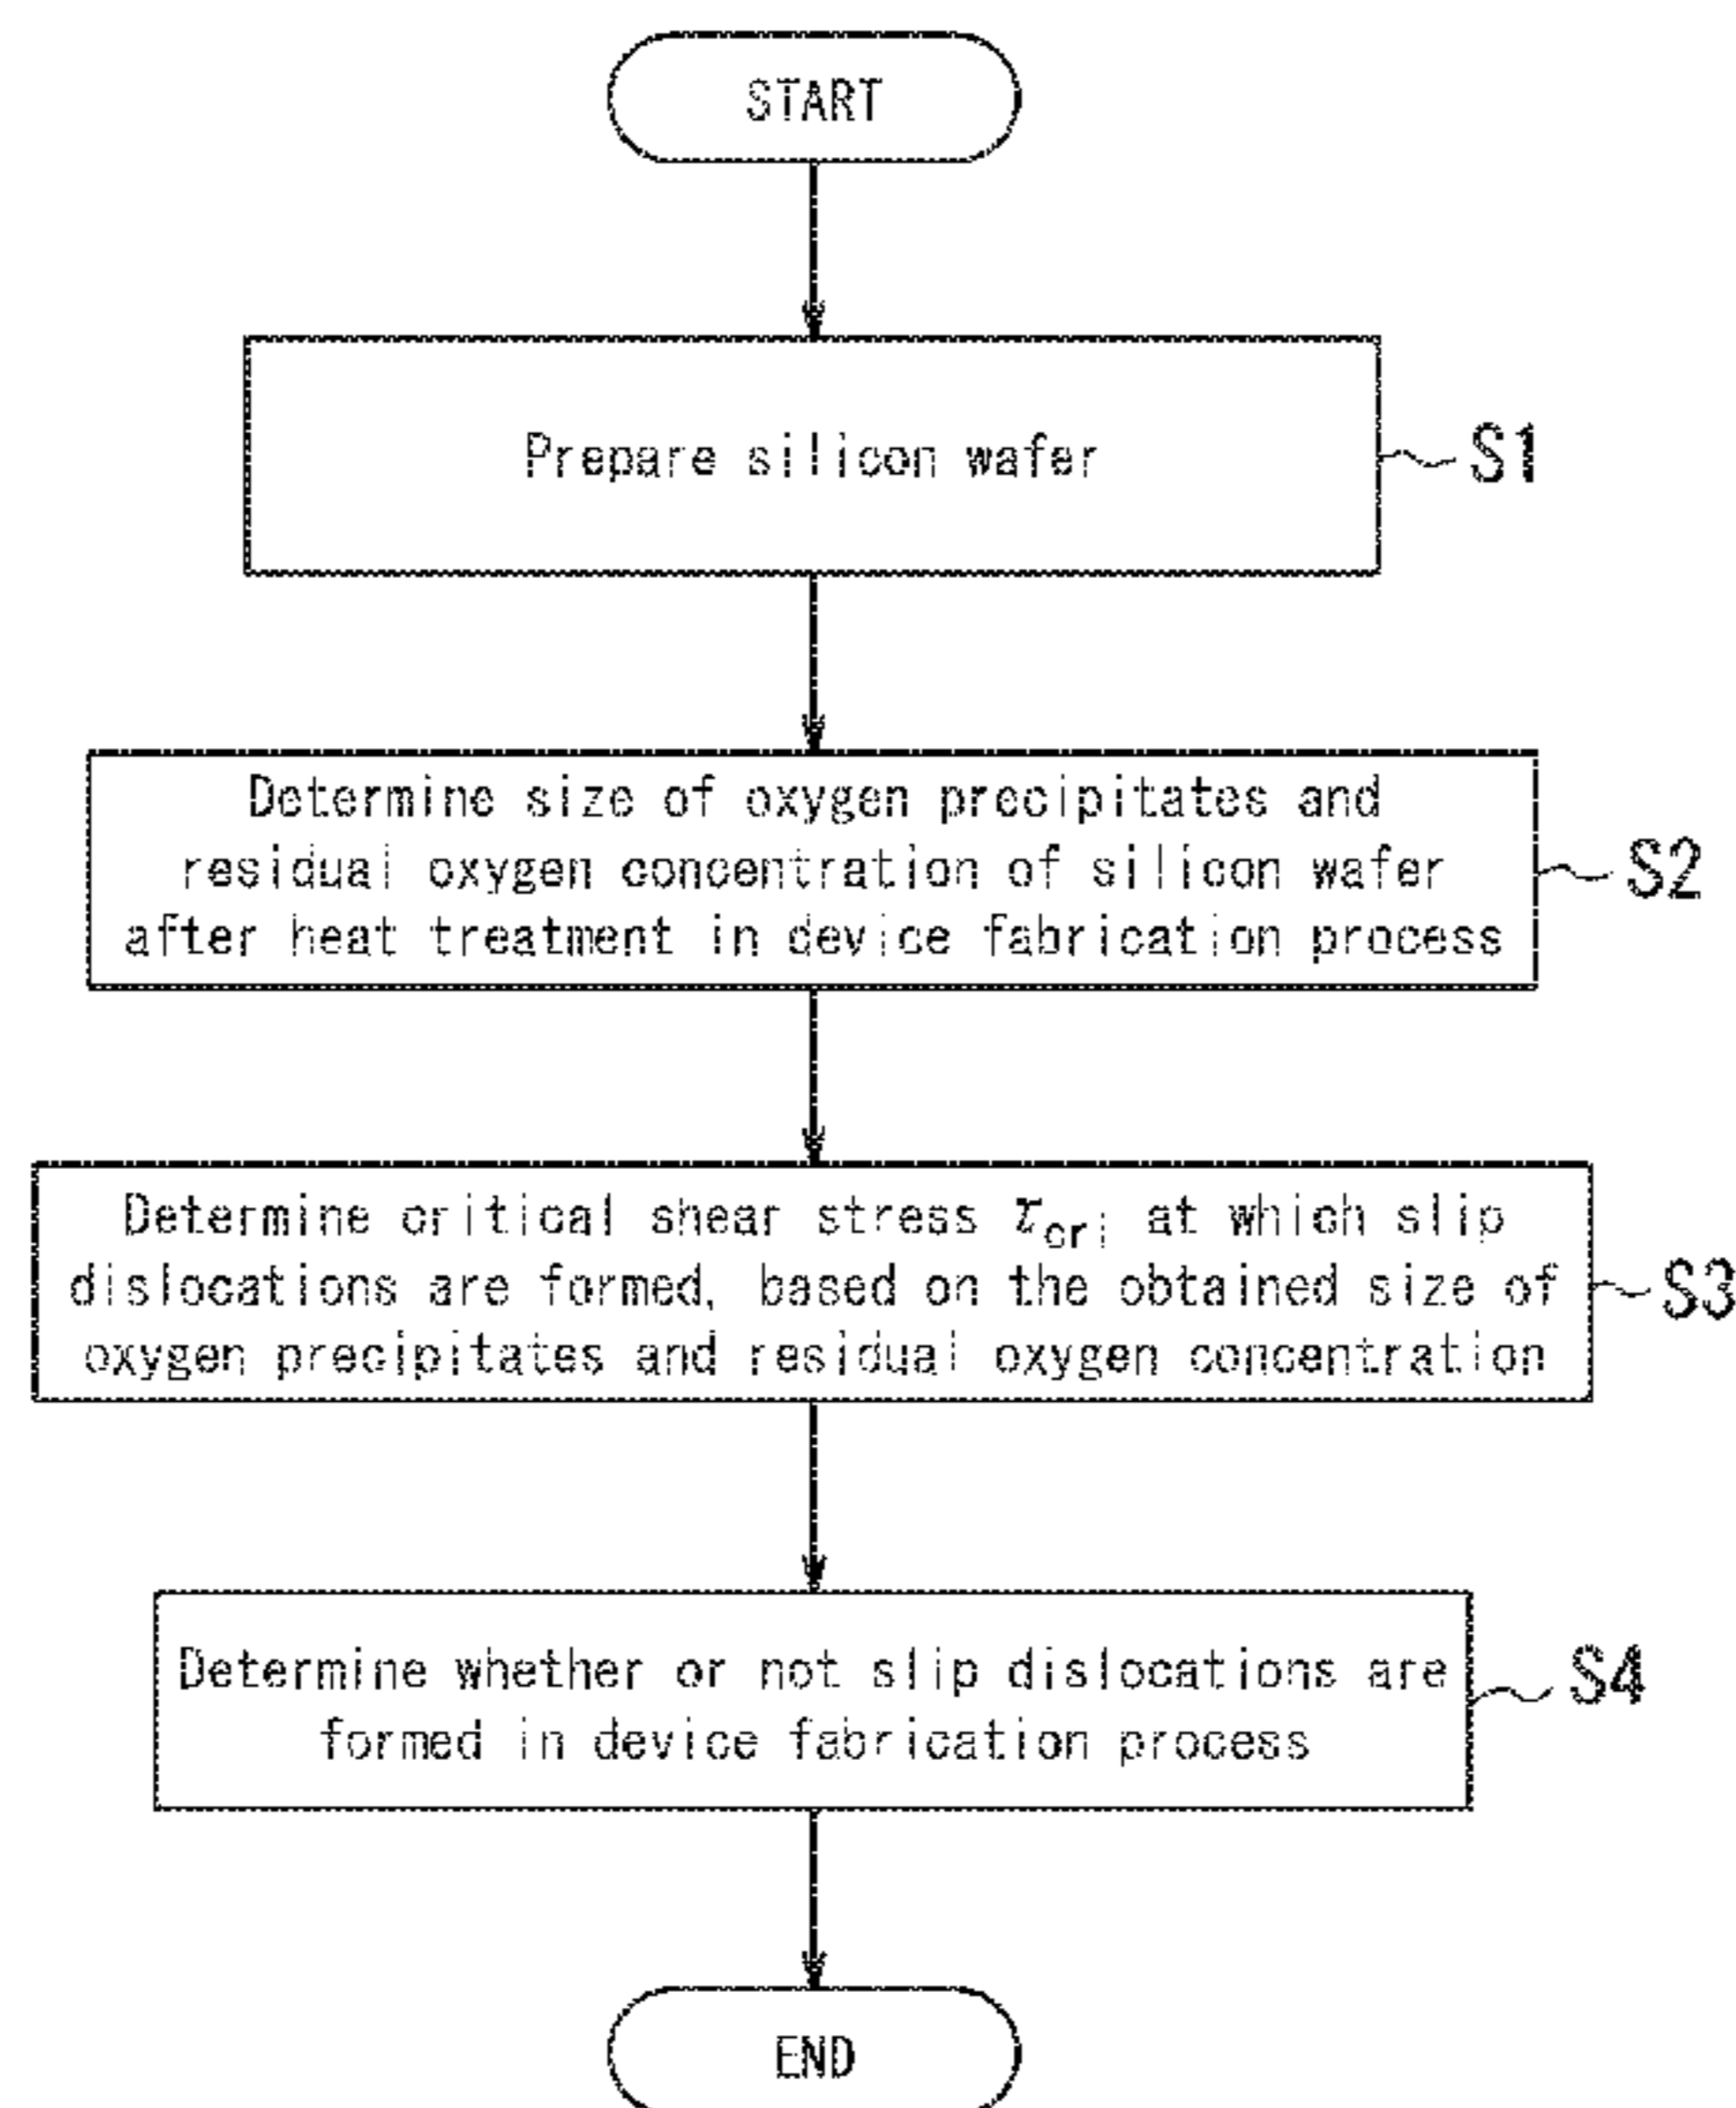 START
Prepare silicon wafer
S1
Determine size of oxygen precipitates and
residual oxygen concentration of silicon wafer
after heat treatment in device fabrication process
S2
Determine critical shear stress τcri at which slip
dislocations are formed, based on the obtained size of
oxygen precipitates and residual oxygen concentration
S3
Determine whether or not slip dislocations are
formed in device fabrication process
S4
END